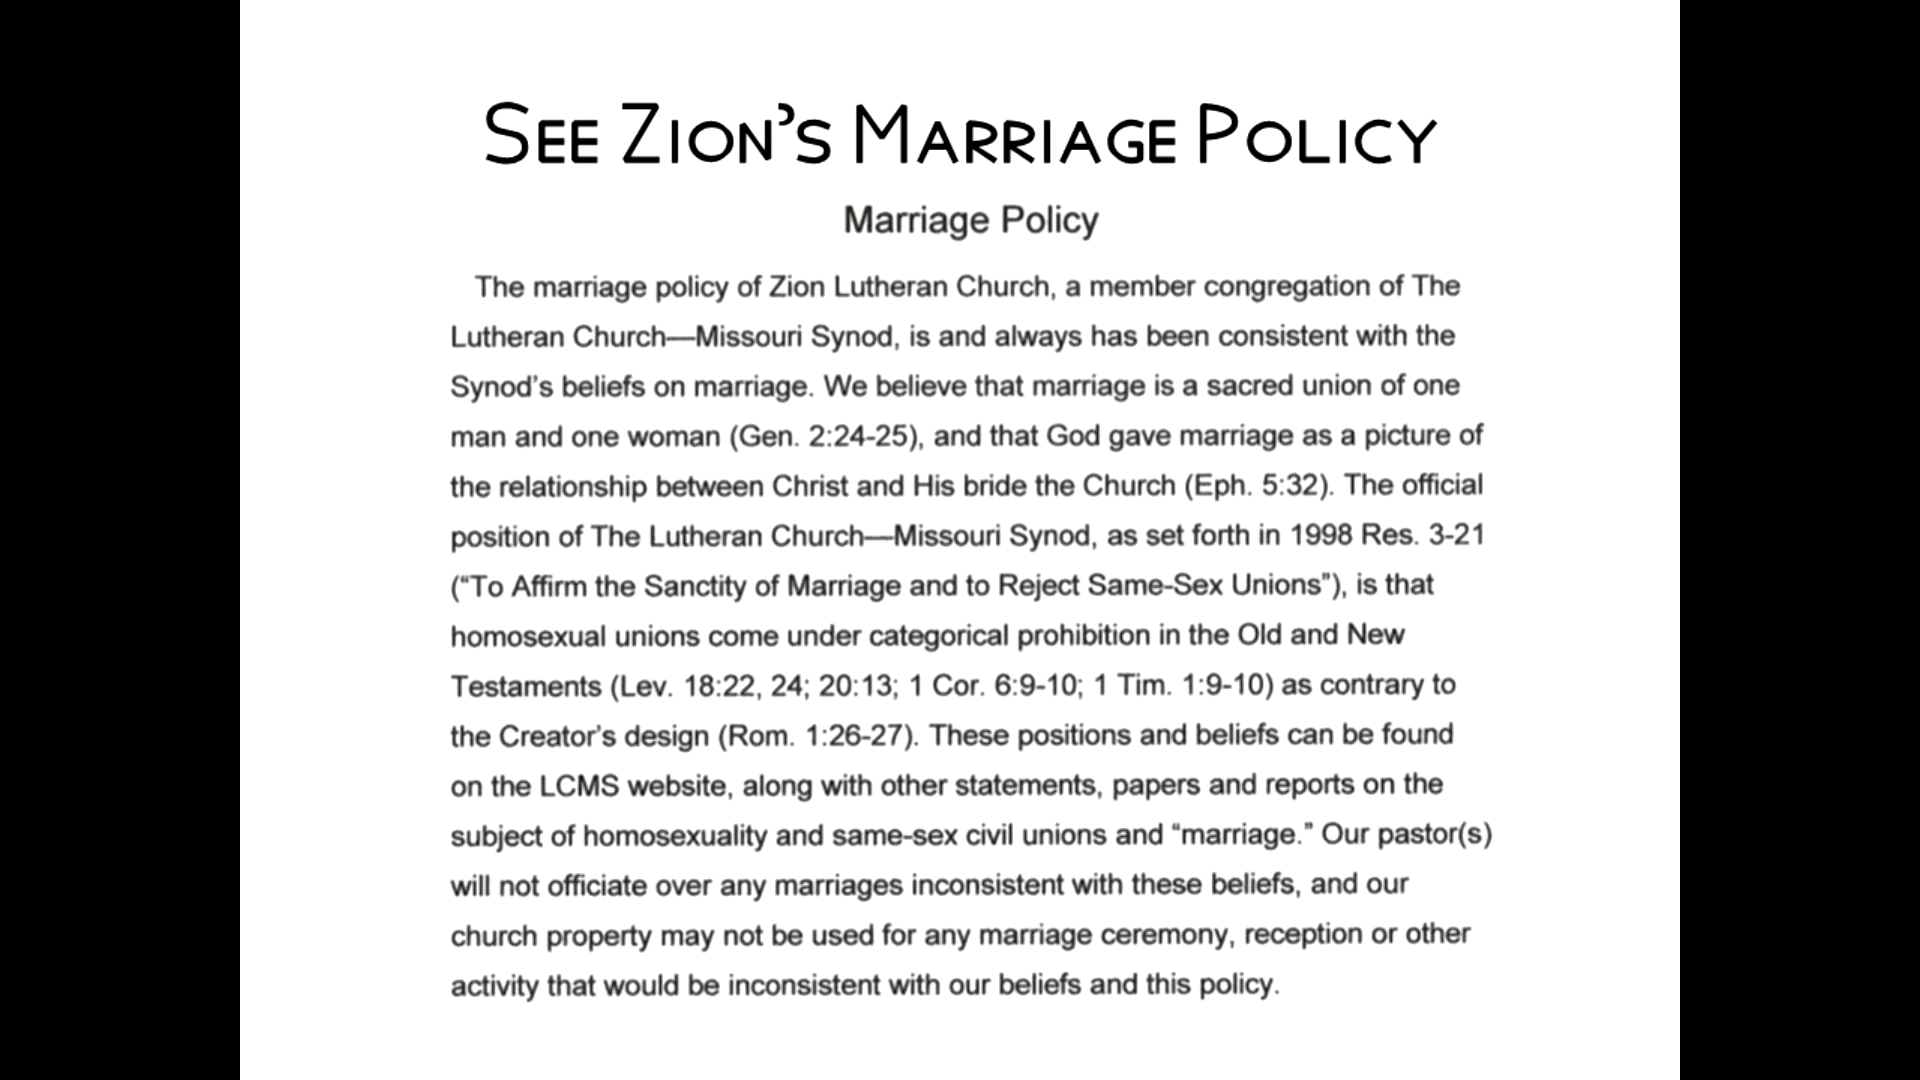 See Zion’s Marriage Policy
Marriage Policy
The marriage policy of Zion Lutheran Church, a member congregation of The
Lutheran Church—Missouri Synod, is and always has been consistent with the
Synod’s beliefs on marriage. We believe that marriage is a sacred union of one
man and one woman (Gen. 2:24-25), and that God gave marriage as a picture of
the relationship between Christ and His bride the Church (Eph. 5:32). The official
position of The Lutheran Church—Missouri Synod, as set forth in 1998 Res. 3-21
(“To Affirm the Sanctity of Marriage and to Reject Same-Sex Unions”), is that
homosexual unions come under categorical prohibition in the Old and New
Testaments (Lev. 18:22, 24; 20:13; 1 Cor. 6:9-10; 1 Tim. 1:9-10) as contrary to
the Creator’s design (Rom. 1:26-27). These positions and beliefs can be found
on the LCMS website, along with other statements, papers and reports on the
subject of homosexuality and same-sex civil unions and “marriage.” Our pastor(s)
will not officiate over any marriages inconsistent with these beliefs, and our
church property may not be used for any marriage ceremony, reception or other
activity that would be inconsistent with our beliefs and this policy.